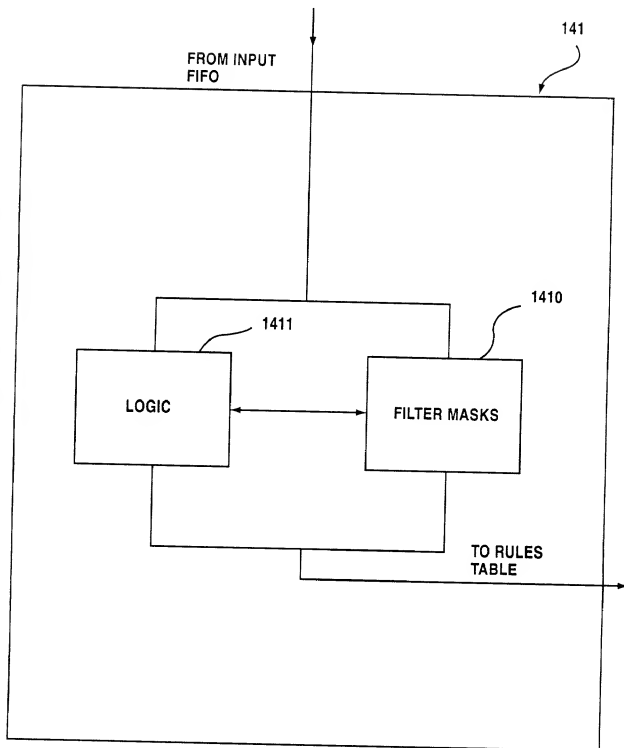 141
FROM INPUT
FIFO
1410
1411
LOGIC
FILTER MASKS
TO RULES
TABLE